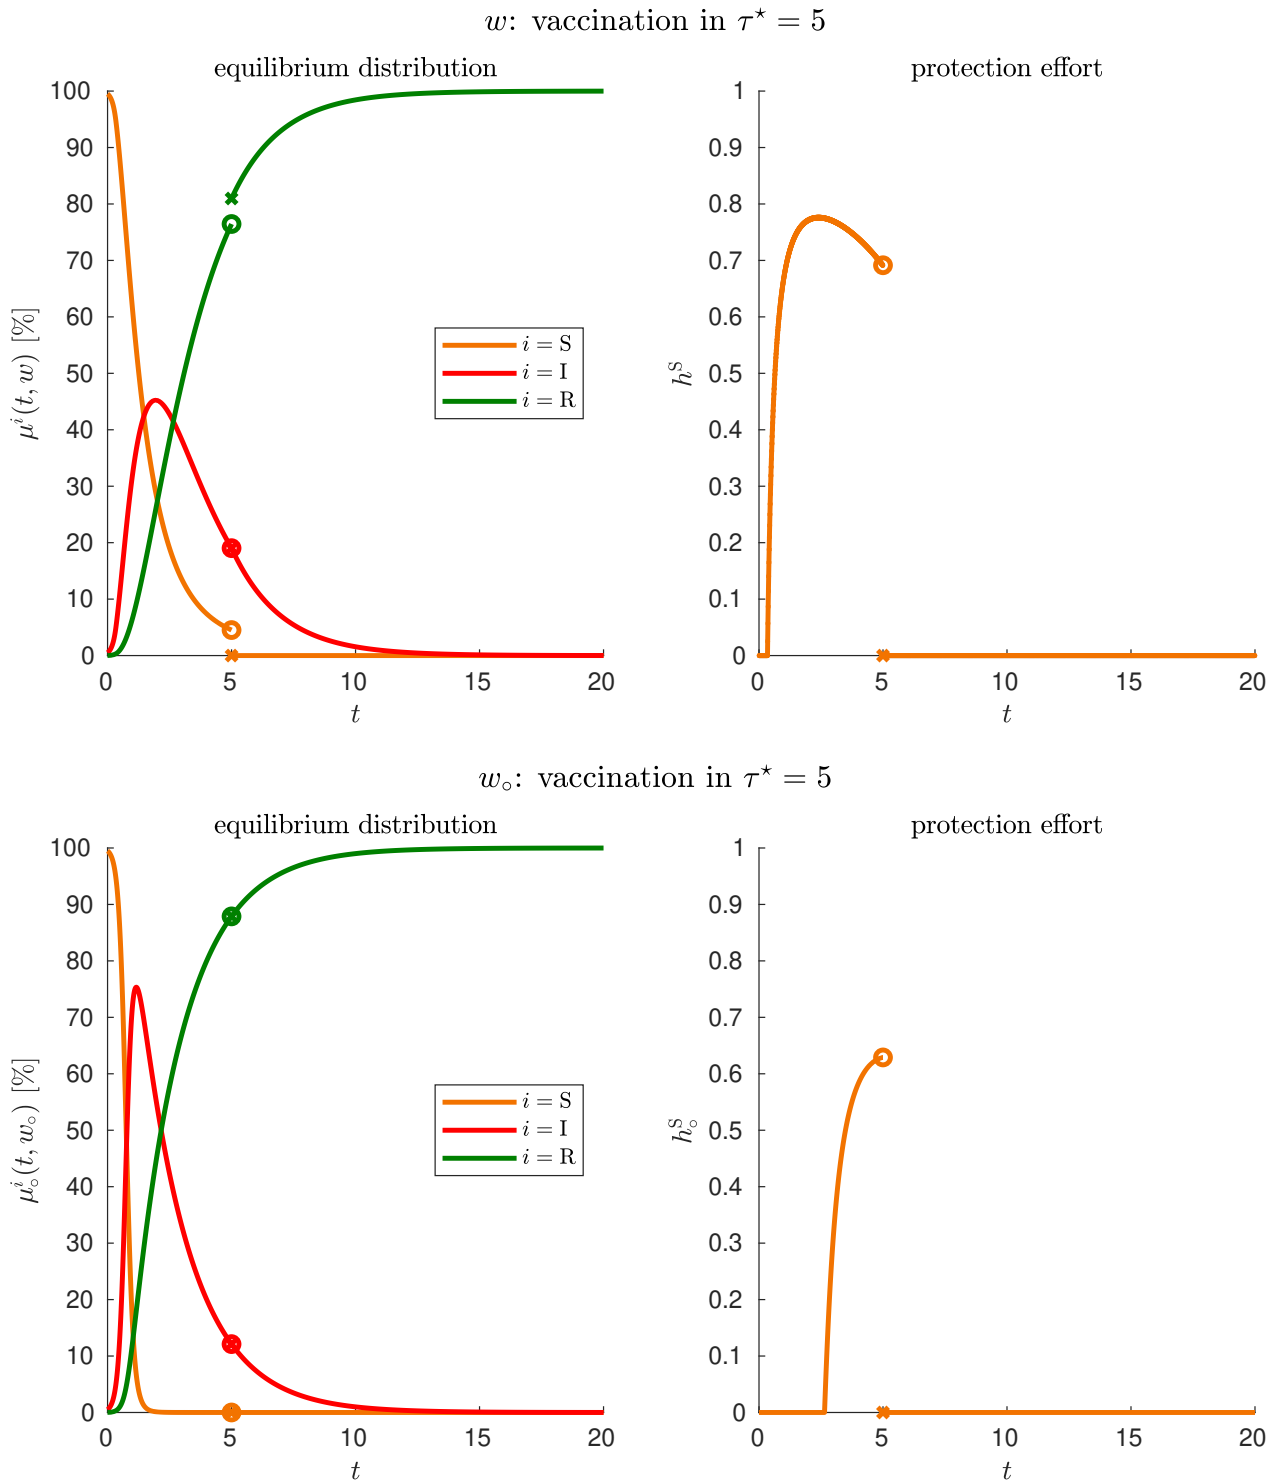 w: vaccination in τ⋆ = 5
equilibrium distribution
protection effort
μⁱ(t, w) [%]
100
90
80
70
60
50
40
30
20
10
0
0 5 10 15 20
t
i = S
i = I
i = R
hˢ
1
0.9
0.8
0.7
0.6
0.5
0.4
0.3
0.2
0.1
0
0 5 10 15 20
t
w∘: vaccination in τ⋆ = 5
equilibrium distribution
protection effort
μ∘ⁱ(t, w∘) [%]
100
90
80
70
60
50
40
30
20
10
0
0 5 10 15 20
t
i = S
i = I
i = R
h∘ˢ
1
0.9
0.8
0.7
0.6
0.5
0.4
0.3
0.2
0.1
0
0 5 10 15 20
t